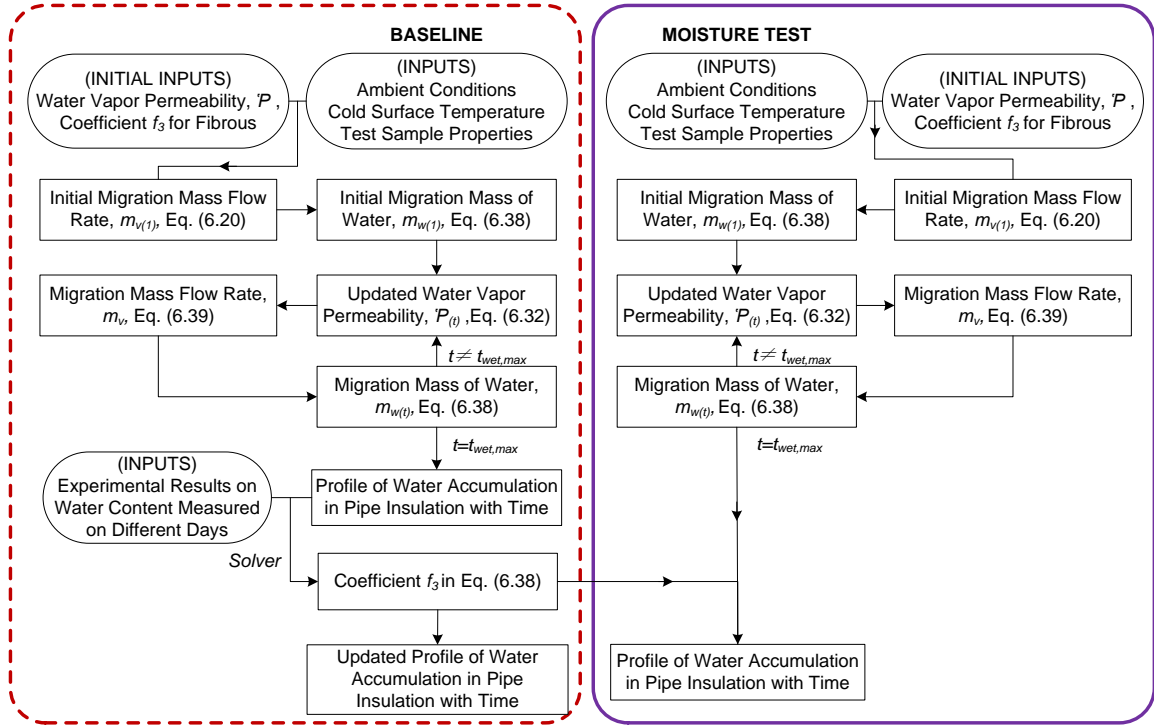 BASELINE
(INITIAL INPUTS)
Water Vapor Permeability, 'P ,
Coefficient f3 for Fibrous
(INPUTS)
Ambient Conditions
Cold Surface Temperature
Test Sample Properties
Initial Migration Mass Flow
Rate, mv(1), Eq. (6.20)
Initial Migration Mass of
Water, mw(1), Eq. (6.38)
Migration Mass Flow Rate,
mv, Eq. (6.39)
Updated Water Vapor
Permeability, 'P(t) ,Eq. (6.32)
t ≠ twet,max
Migration Mass of Water,
mw(t), Eq. (6.38)
t=twet,max
(INPUTS)
Experimental Results on
Water Content Measured
on Different Days
Profile of Water Accumulation
in Pipe Insulation with Time
Solver
Coefficient f3 in Eq. (6.38)
Updated Profile of Water
Accumulation in Pipe
Insulation with Time
MOISTURE TEST
(INPUTS)
Ambient Conditions
Cold Surface Temperature
Test Sample Properties
(INITIAL INPUTS)
Water Vapor Permeability, 'P,
Coefficient f3 for Fibrous
Initial Migration Mass of
Water, mw(1), Eq. (6.38)
Initial Migration Mass Flow
Rate, mv(1), Eq. (6.20)
Updated Water Vapor
Permeability, 'P(t) ,Eq. (6.32)
Migration Mass Flow Rate,
mv, Eq. (6.39)
t ≠ twet,max
Migration Mass of Water,
mw(t), Eq. (6.38)
t=twet,max
Profile of Water Accumulation
in Pipe Insulation with Time